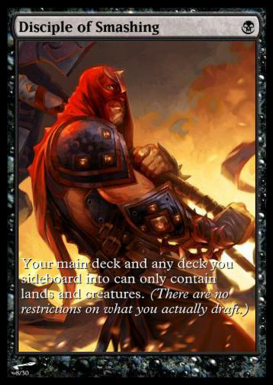 Disciple of Smashing
Your main deck and any deck you
sideboard into can only contain
lands and creatures. (There are no
restrictions on what you actually draft.)